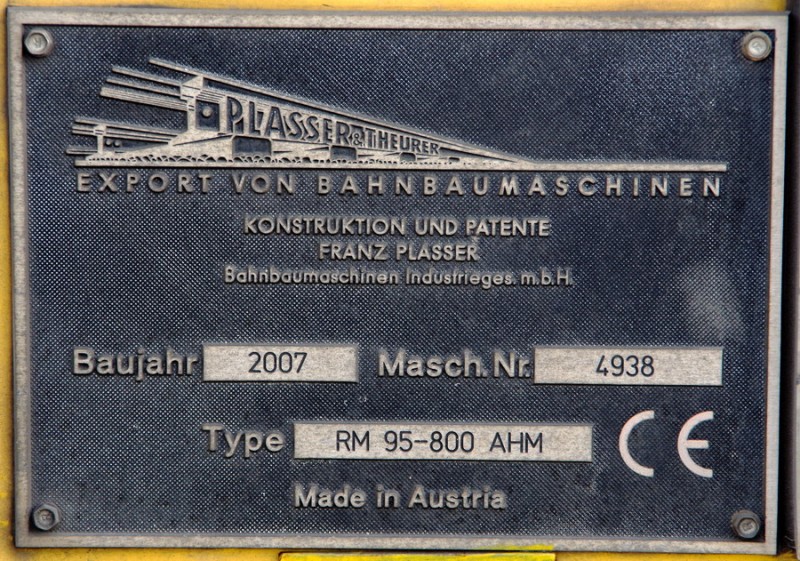 PLASSER & THEURER
EXPORT VON BAHNBAUMASCHINEN
KONSTRUKTION UND PATENTE
FRANZ PLASSER
Bahnbaumaschinen Industrieges. m.b.H.
Baujahr 2007 Masch. Nr. 4938
Type RM 95-800 AHM CE
Made in Austria